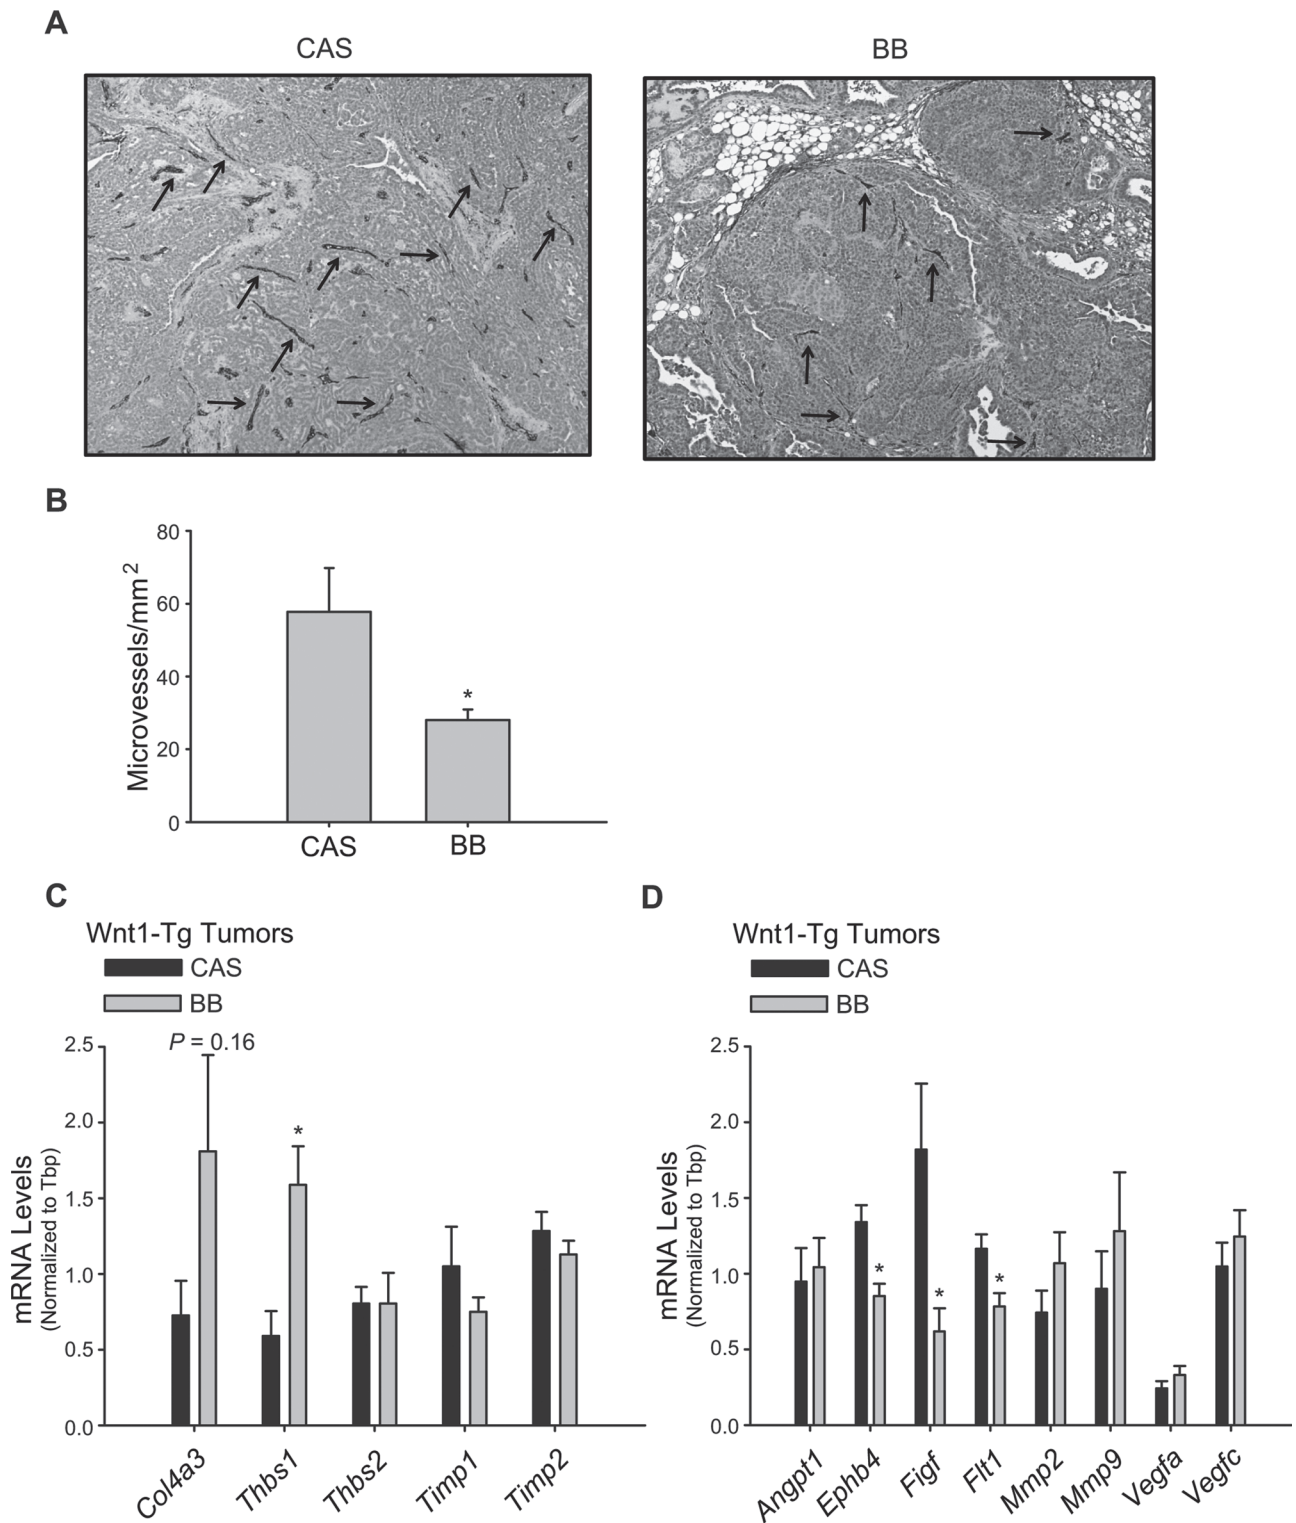 A
CAS
BB
B
80
60
40
20
0
Microvessels/mm2
*
CAS
BB
C
Wnt1-Tg Tumors
CAS
BB
P = 0.16
2.5
2.0
1.5
1.0
0.5
0.0
mRNA Levels
(Normalized to Tbp)
*
Col4a3
Thbs1
Thbs2
Timp1
Timp2
D
Wnt1-Tg Tumors
CAS
BB
2.5
2.0
1.5
1.0
0.5
0.0
mRNA Levels
(Normalized to Tbp)
*
*
*
Angpt1
Ephb4
Figf
Flt1
Mmp2
Mmp9
Vegfa
Vegfc